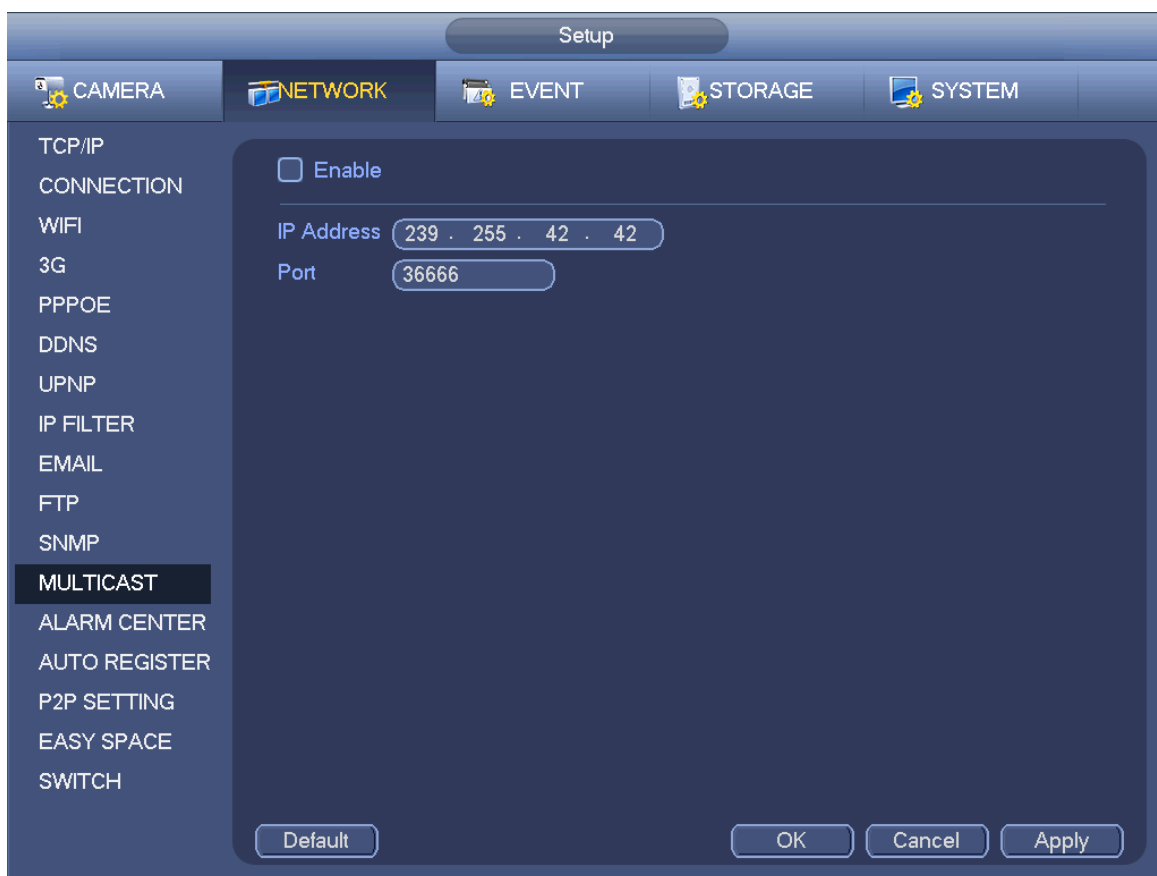 Setup
CAMERA NETWORK EVENT STORAGE SYSTEM
TCP/IP
CONNECTION
WIFI
3G
PPPOE
DDNS
UPNP
IP FILTER
EMAIL
FTP
SNMP
MULTICAST
ALARM CENTER
AUTO REGISTER
P2P SETTING
EASY SPACE
SWITCH
Enable
IP Address 239 . 255 . 42 . 42
Port 36666
Default OK Cancel Apply